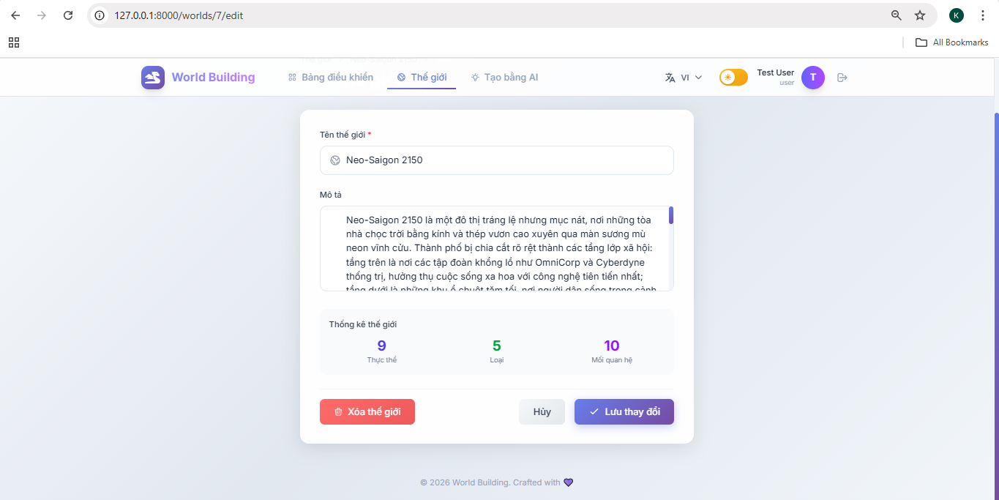 127.0.0.1:8000/worlds/7/edit
K
All Bookmarks
World Building
Bảng điều khiển
Thế giới
Tạo bằng AI
VI
Test User
user
T
Tên thế giới *
Neo-Saigon 2150
Mô tả
Neo-Saigon 2150 là một đô thị tráng lệ nhưng mục nát, nơi những tòa
nhà chọc trời bằng kính và thép vươn cao xuyên qua màn sương mù
neon vĩnh cửu. Thành phố bị chia cắt rõ rệt thành các tầng lớp xã hội:
tầng trên là nơi các tập đoàn khổng lồ như OmniCorp và Cyberdyne
thống trị, hưởng thụ cuộc sống xa hoa với công nghệ tiên tiến nhất;
tầng dưới là những khu ổ chuột tăm tối, nơi người dân sống trong cảnh
Thống kê thế giới
9
Thực thể
5
Loại
10
Mối quan hệ
Xóa thế giới
Hủy
Lưu thay đổi
© 2026 World Building. Crafted with